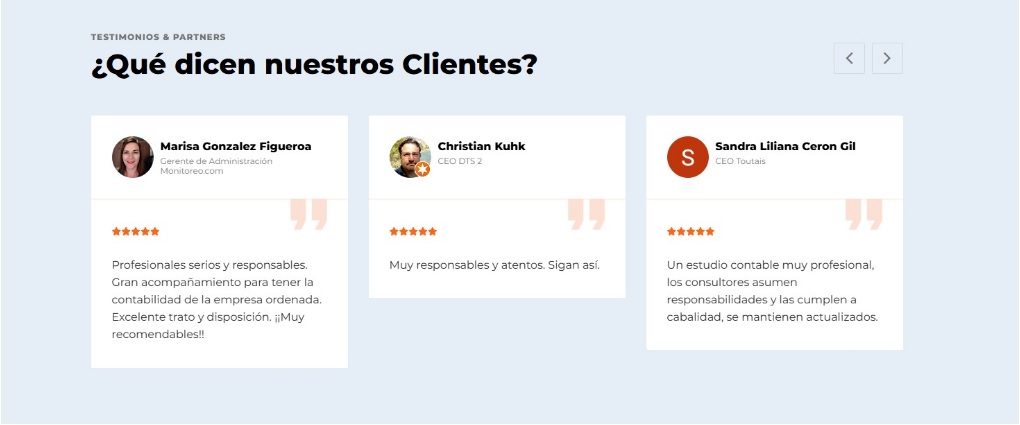 TESTIMONIOS & PARTNERS
¿Qué dicen nuestros Clientes?
Marisa Gonzalez Figueroa
Gerente de Administración
Monitoreo.com
Profesionales serios y responsables.
Gran acompañamiento para tener la
contabilidad de la empresa ordenada.
Excelente trato y disposición. ¡¡Muy
recomendables!!
Christian Kuhk
CEO DTS 2
Muy responsables y atentos. Sigan así.
S
Sandra Liliana Ceron Gil
CEO Toutais
Un estudio contable muy profesional,
los consultores asumen
responsabilidades y las cumplen a
cabalidad, se mantienen actualizados.